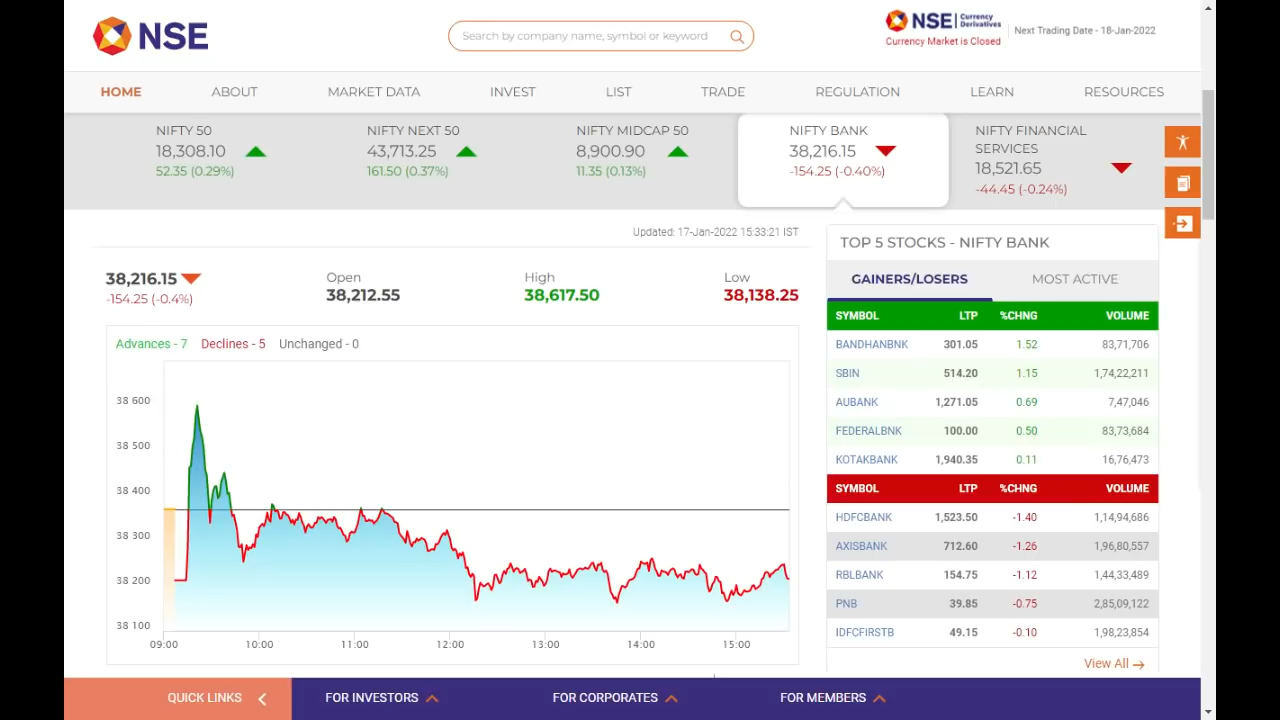 NSE
Search by company name, symbol or keyword
NSE Currency Derivatives
Currency Market is Closed
Next Trading Date - 18-Jan-2022
HOME ABOUT MARKET DATA INVEST LIST TRADE REGULATION LEARN RESOURCES
NIFTY 50
18,308.10
52.35 (0.29%)
NIFTY NEXT 50
43,713.25
161.50 (0.37%)
NIFTY MIDCAP 50
8,900.90
11.35 (0.13%)
NIFTY BANK
38,216.15
-154.25 (-0.40%)
NIFTY FINANCIAL
SERVICES
18,521.65
-44.45 (-0.24%)
Updated: 17-Jan-2022 15:33:21 IST
38,216.15
-154.25 (-0.4%)
Open
38,212.55
High
38,617.50
Low
38,138.25
Advances - 7 Declines - 5 Unchanged - 0
38 600
38 500
38 400
38 300
38 200
38 100
09:00 10:00 11:00 12:00 13:00 14:00 15:00
TOP 5 STOCKS - NIFTY BANK
GAINERS/LOSERS MOST ACTIVE
SYMBOL LTP %CHNG VOLUME
BANDHANBNK 301.05 1.52 83,71,706
SBIN 514.20 1.15 1,74,22,211
AUBANK 1,271.05 0.69 7,47,046
FEDERALBNK 100.00 0.50 83,73,684
KOTAKBANK 1,940.35 0.11 16,76,473
SYMBOL LTP %CHNG VOLUME
HDFCBANK 1,523.50 -1.40 1,14,94,686
AXISBANK 712.60 -1.26 1,96,80,557
RBLBANK 154.75 -1.12 1,44,33,489
PNB 39.85 -0.75 2,85,09,122
IDFCFIRSTB 49.15 -0.10 1,98,23,854
View All
QUICK LINKS FOR INVESTORS FOR CORPORATES FOR MEMBERS